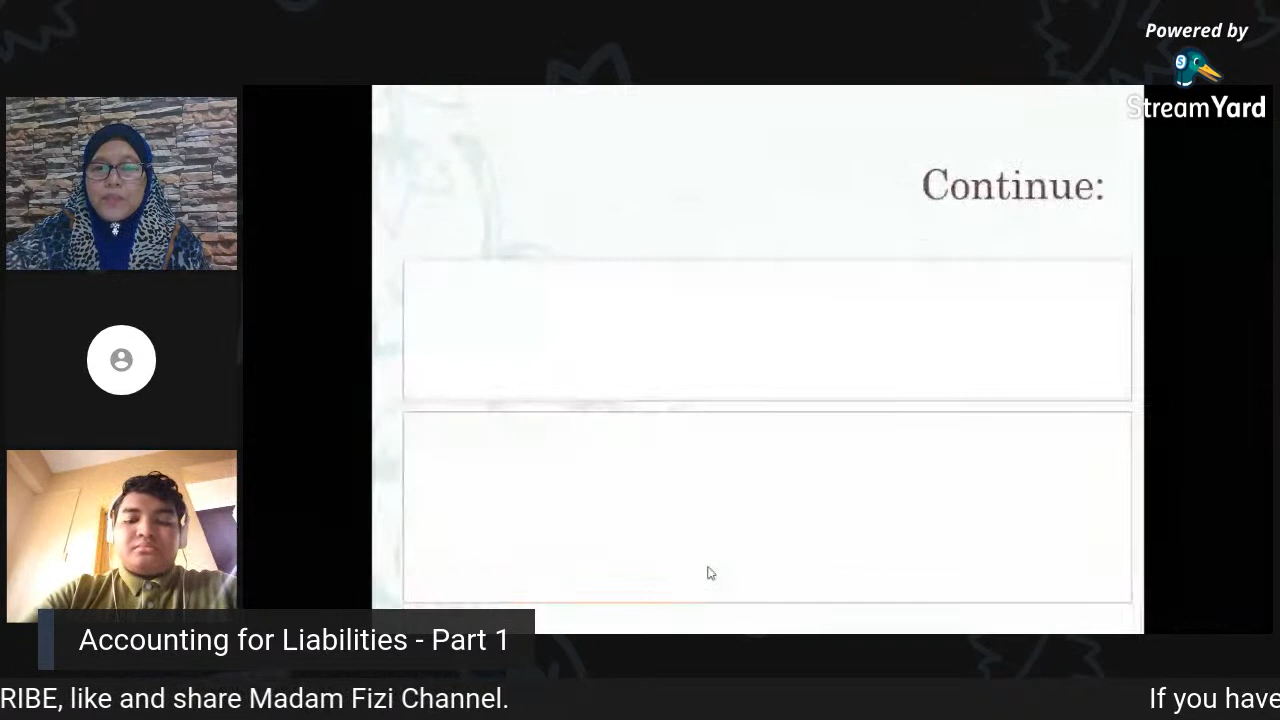 Powered by
StreamYard
Continue:
Accounting for Liabilities - Part 1
RIBE, like and share Madam Fizi Channel.
If you have